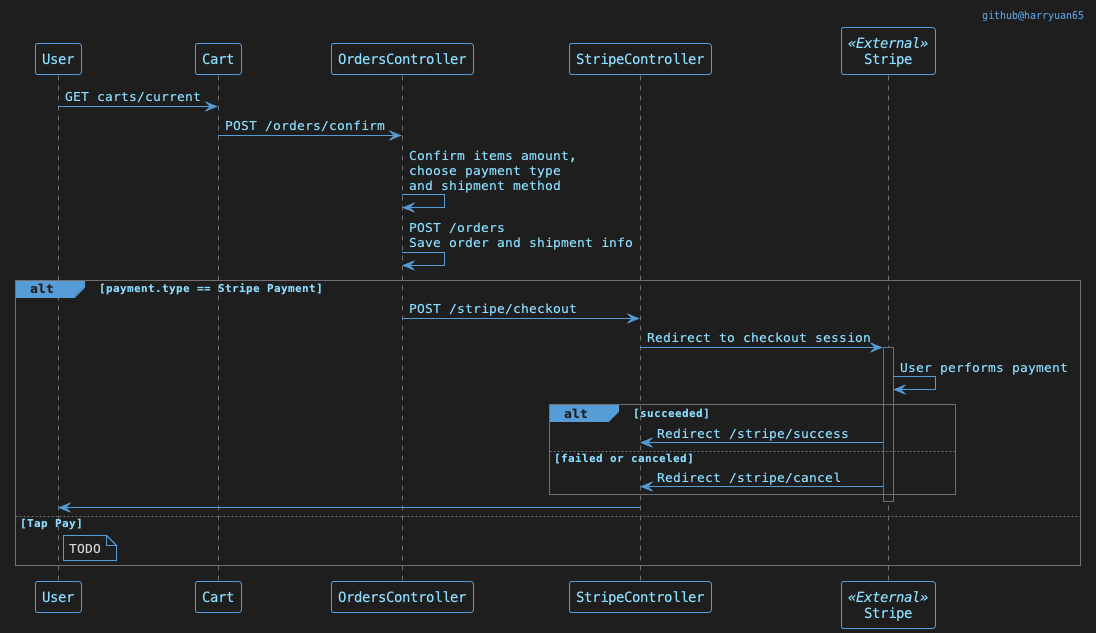 github@harryuan65
User
Cart
OrdersController
StripeController
«External»
Stripe
GET carts/current
POST /orders/confirm
Confirm items amount,
choose payment type
and shipment method
POST /orders
Save order and shipment info
alt
[payment.type == Stripe Payment]
POST /stripe/checkout
Redirect to checkout session
User performs payment
alt
[succeeded]
Redirect /stripe/success
[failed or canceled]
Redirect /stripe/cancel
[Tap Pay]
TODO
User
Cart
OrdersController
StripeController
«External»
Stripe